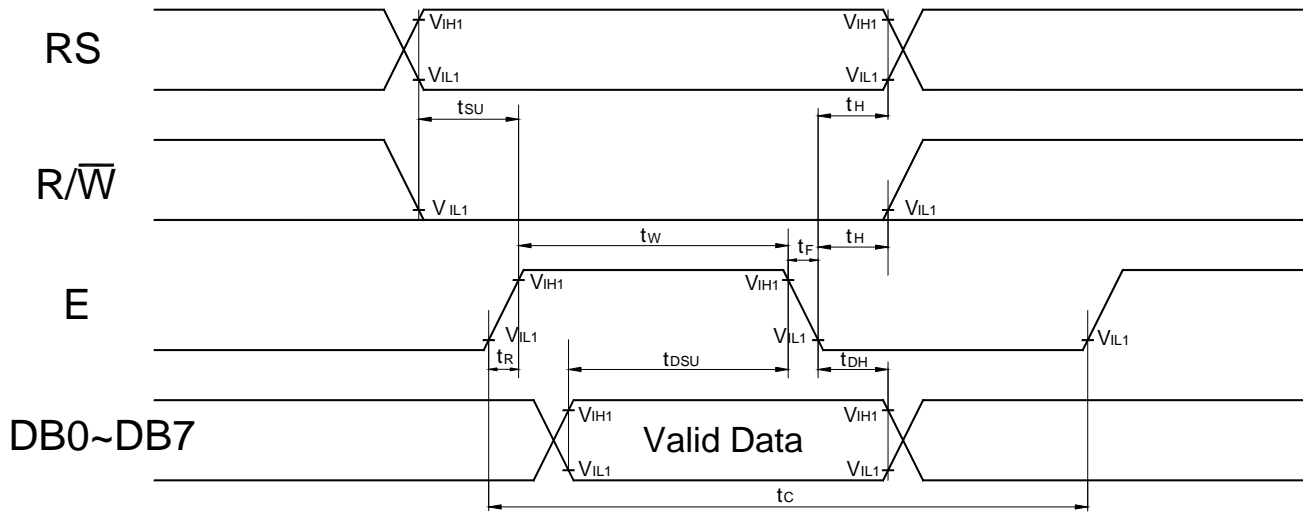 RS
VIH1
VIH1
VIL1
VIL1
tSU
tH
R/W̅
VIL1
VIL1
tW
tF
tH
E
VIH1
VIH1
VIL1
VIL1
VIL1
tR
tDSU
tDH
DB0~DB7
VIH1
VIH1
Valid Data
VIL1
VIL1
tC